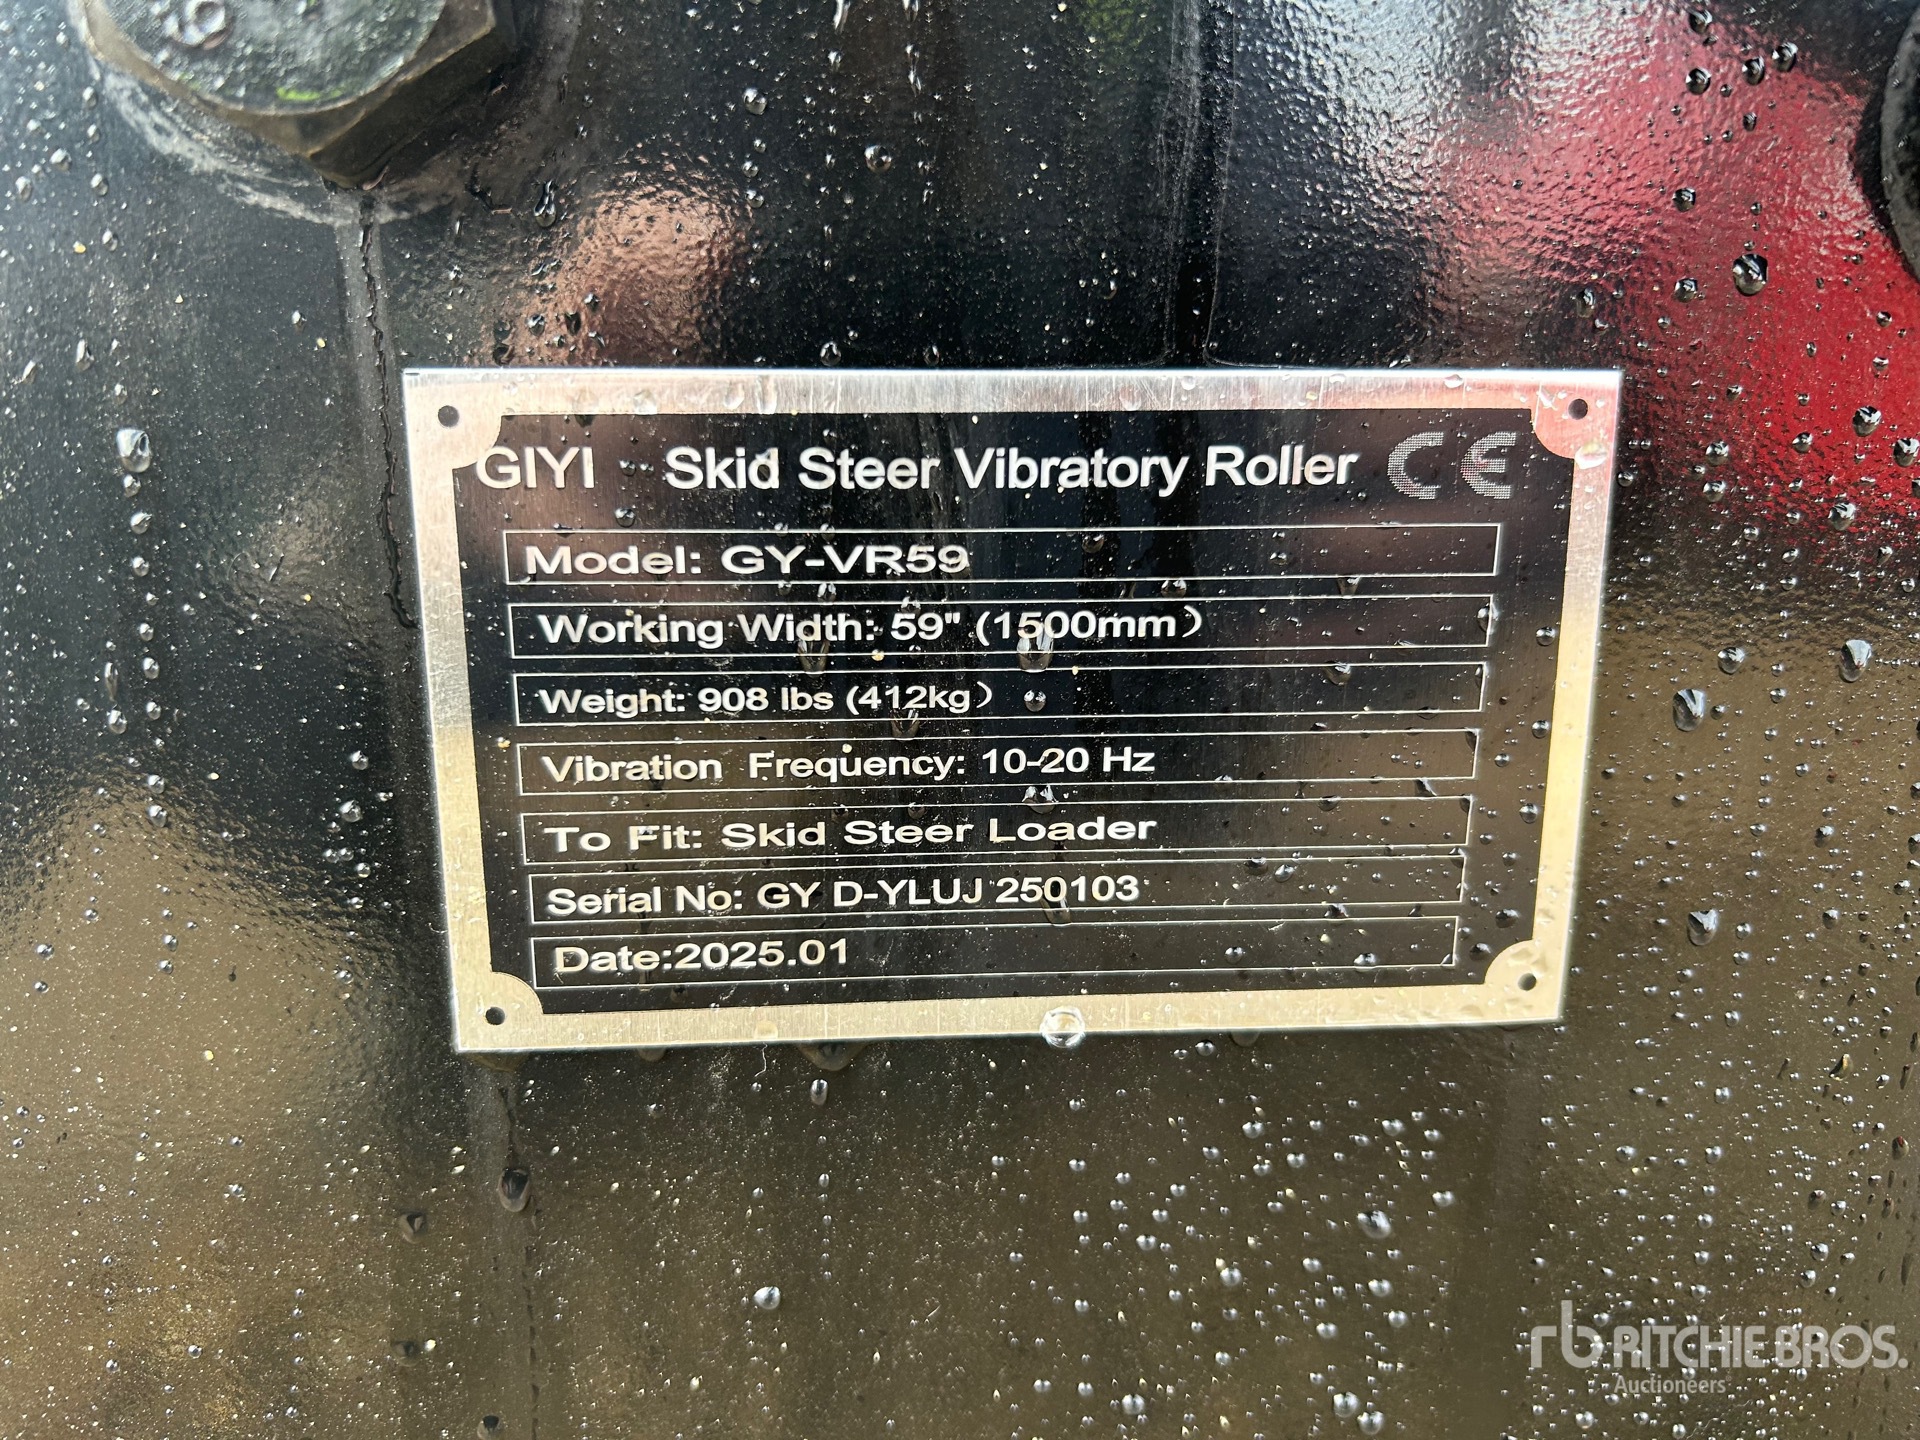 GIYI Skid Steer Vibratory Roller CE
Model: GY-VR59
Working Width: 59" (1500mm）
Weight: 908 lbs (412kg）
Vibration Frequency: 10-20 Hz
To Fit: Skid Steer Loader
Serial No: GY D-YLUJ 250103
Date:2025.01
rb RITCHIE BROS.
Auctioneers